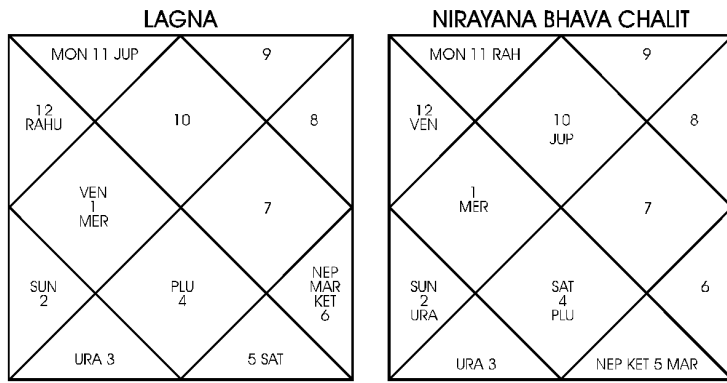 LAGNA
MON 11 JUP
9
12
RAHU
10
8
VEN
1
MER
7
SUN
2
PLU
4
NEP
MAR
KET
6
URA 3
5 SAT
NIRAYANA BHAVA CHALIT
MON 11 RAH
9
12
VEN
10
JUP
8
1
MER
7
SUN
2
URA
SAT
4
PLU
6
URA 3
NEP KET 5 MAR